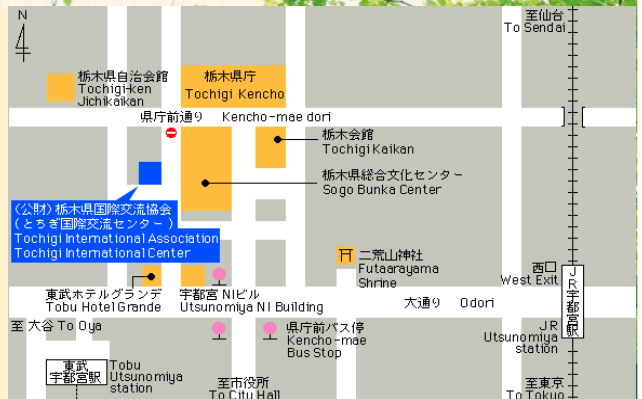 N
至仙台
To Sendai
栃木県自治会館
Tochigi-ken
Jichikaikan
栃木県庁
Tochigi Kencho
県庁前通り Kencho-mae dori
栃木会館
Tochigi Kaikan
栃木県総合文化センター
Sogo Bunka Center
〈公財〉栃木県国際交流協会
(とちぎ国際交流センター)
Tochigi International Association
Tochigi International Center
二荒山神社
Futaarayama
Shrine
西口
West Exit
JR宇都宮駅
東武ホテルグランデ
Tobu Hotel Grande
宇都宮 NIビル
Utsunomiya NI Building
大通り Odori
至 大谷 To Oya
県庁前バス停
Kencho-mae
Bus Stop
JR
Utsunomiya
station
東武
宇都宮駅
Tobu
Utsunomiya
station
至市役所
To City Hall
至東京
To Tokyo